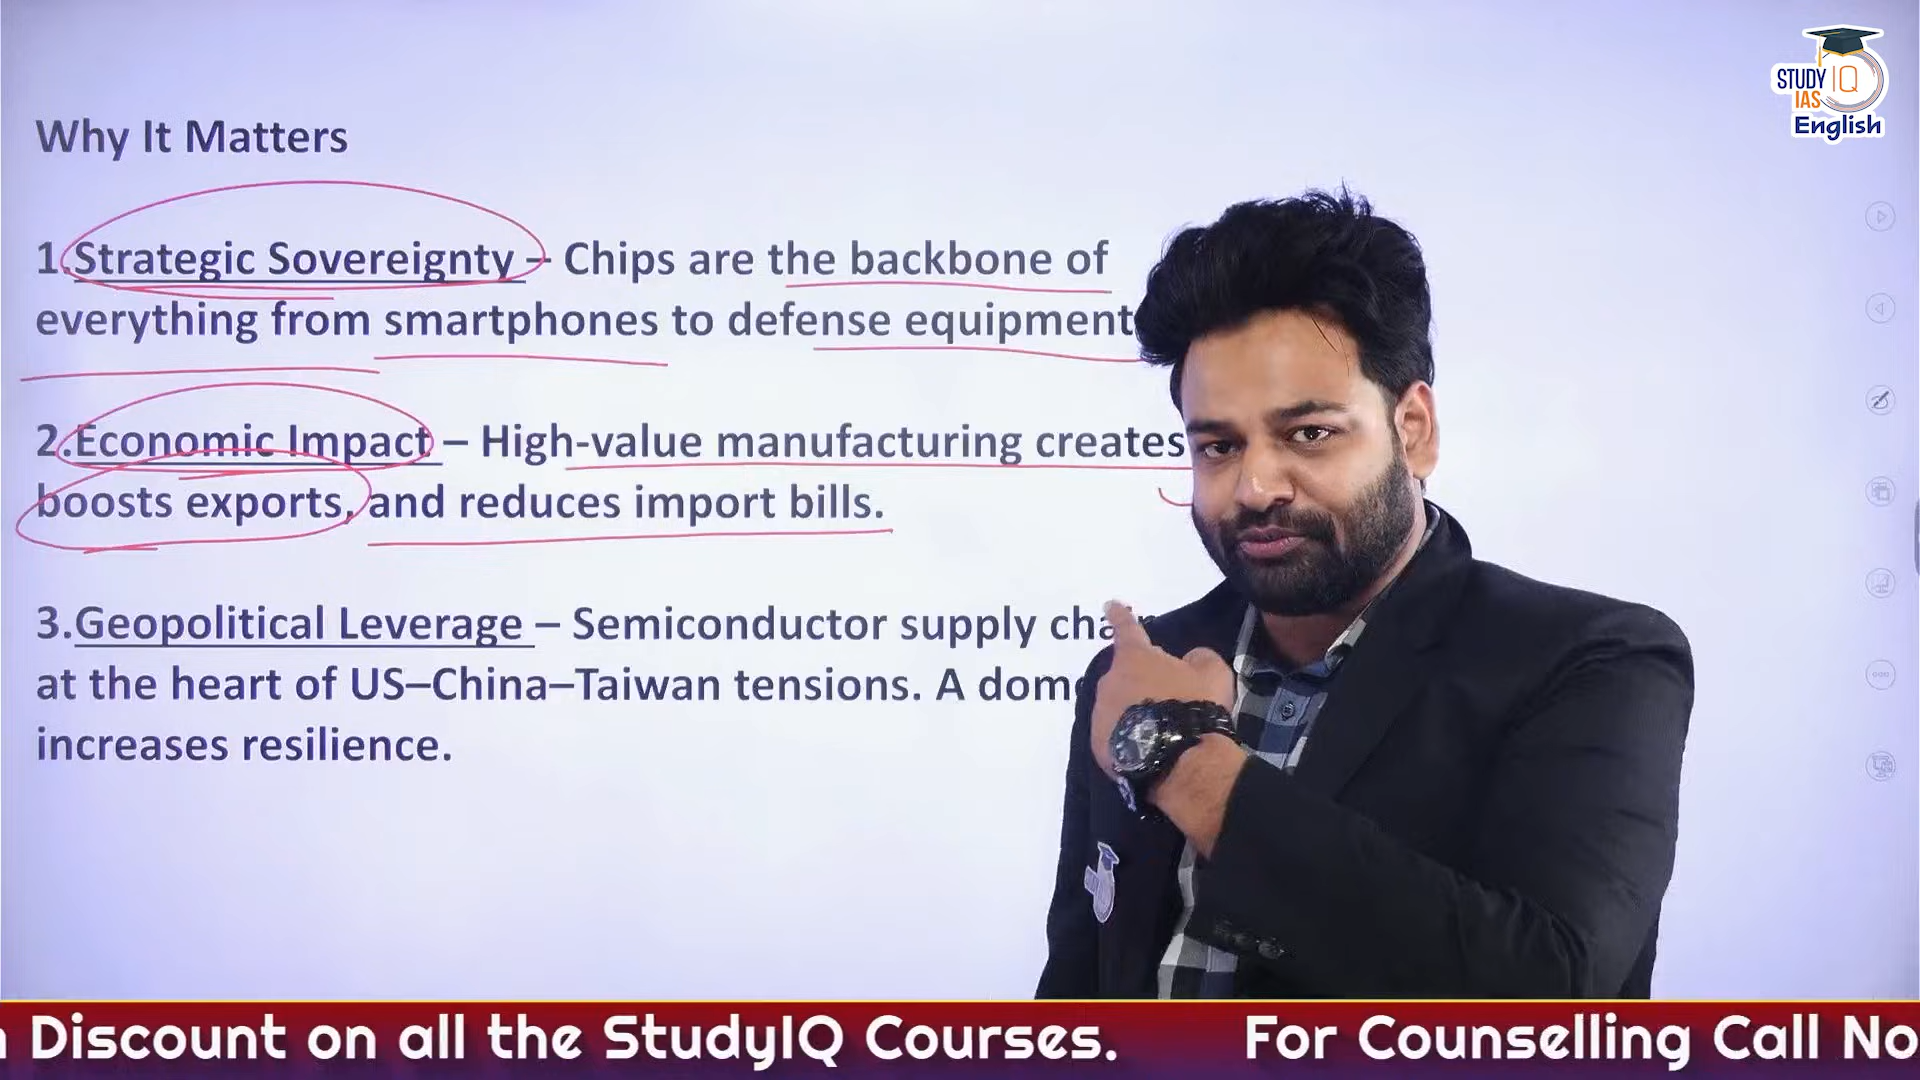 STUDY IQ
IAS
English
Why It Matters
1.Strategic Sovereignty – Chips are the backbone of
everything from smartphones to defense equipment
2.Economic Impact – High-value manufacturing creates
boosts exports, and reduces import bills.
3.Geopolitical Leverage – Semiconductor supply
at the heart of US–China–Taiwan tensions. A
increases resilience.
Discount on all the StudyIQ Courses. For Counselling Call No